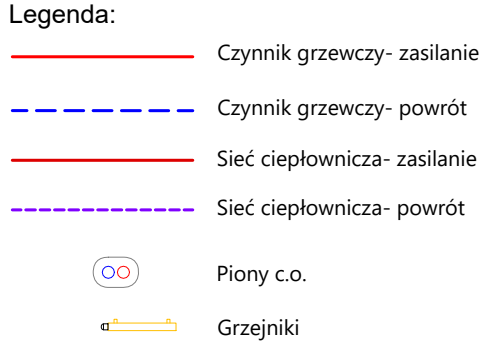 Legenda:
Czynnik grzewczy- zasilanie
Czynnik grzewczy- powrót
Sieć ciepłownicza- zasilanie
Sieć ciepłownicza- powrót
Piony c.o.
Grzejniki